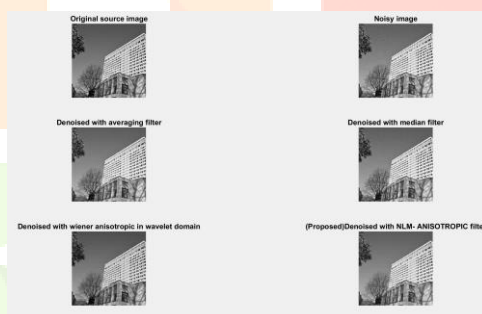 Original source image
Noisy image
Denoised with averaging filter
Denoised with median filter
Denoised with wiener anisotropic in wavelet domain
(Proposed)Denoised with NLM- ANISOTROPIC filte